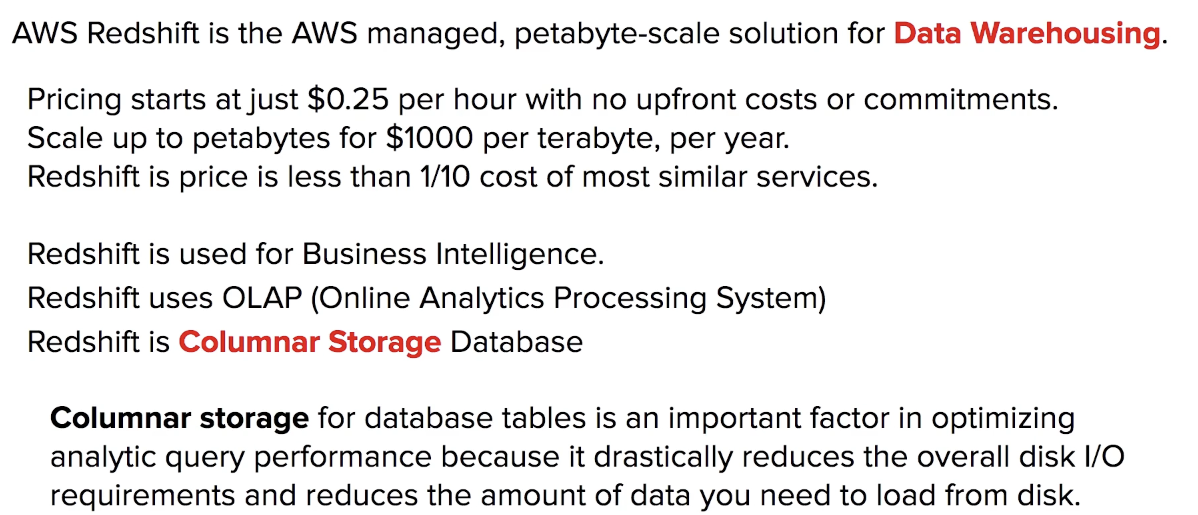 AWS Redshift is the AWS managed, petabyte-scale solution for Data Warehousing.
Pricing starts at just $0.25 per hour with no upfront costs or commitments.
Scale up to petabytes for $1000 per terabyte, per year.
Redshift is price is less than 1/10 cost of most similar services.
Redshift is used for Business Intelligence.
Redshift uses OLAP (Online Analytics Processing System)
Redshift is Columnar Storage Database
Columnar storage for database tables is an important factor in optimizing
analytic query performance because it drastically reduces the overall disk I/O
requirements and reduces the amount of data you need to load from disk.